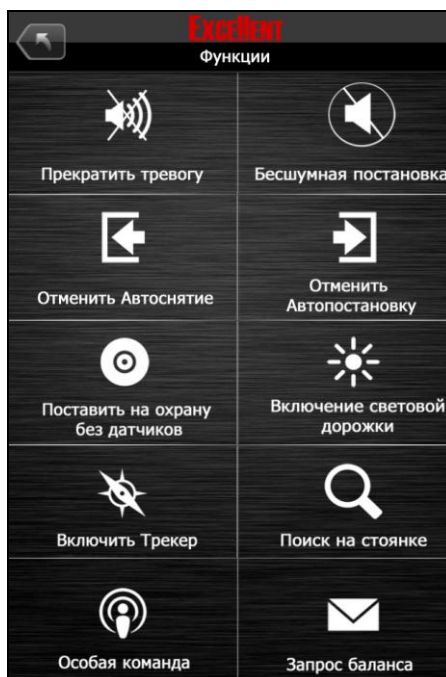 EXCELLENT
Функции
Прекратить тревогу
Бесшумная постановка
Отменить Автоснятие
Отменить
Автопостановку
Поставить на охрану
без датчиков
Включение световой
дорожки
Включить Трекер
Поиск на стоянке
Особая команда
Запрос баланса